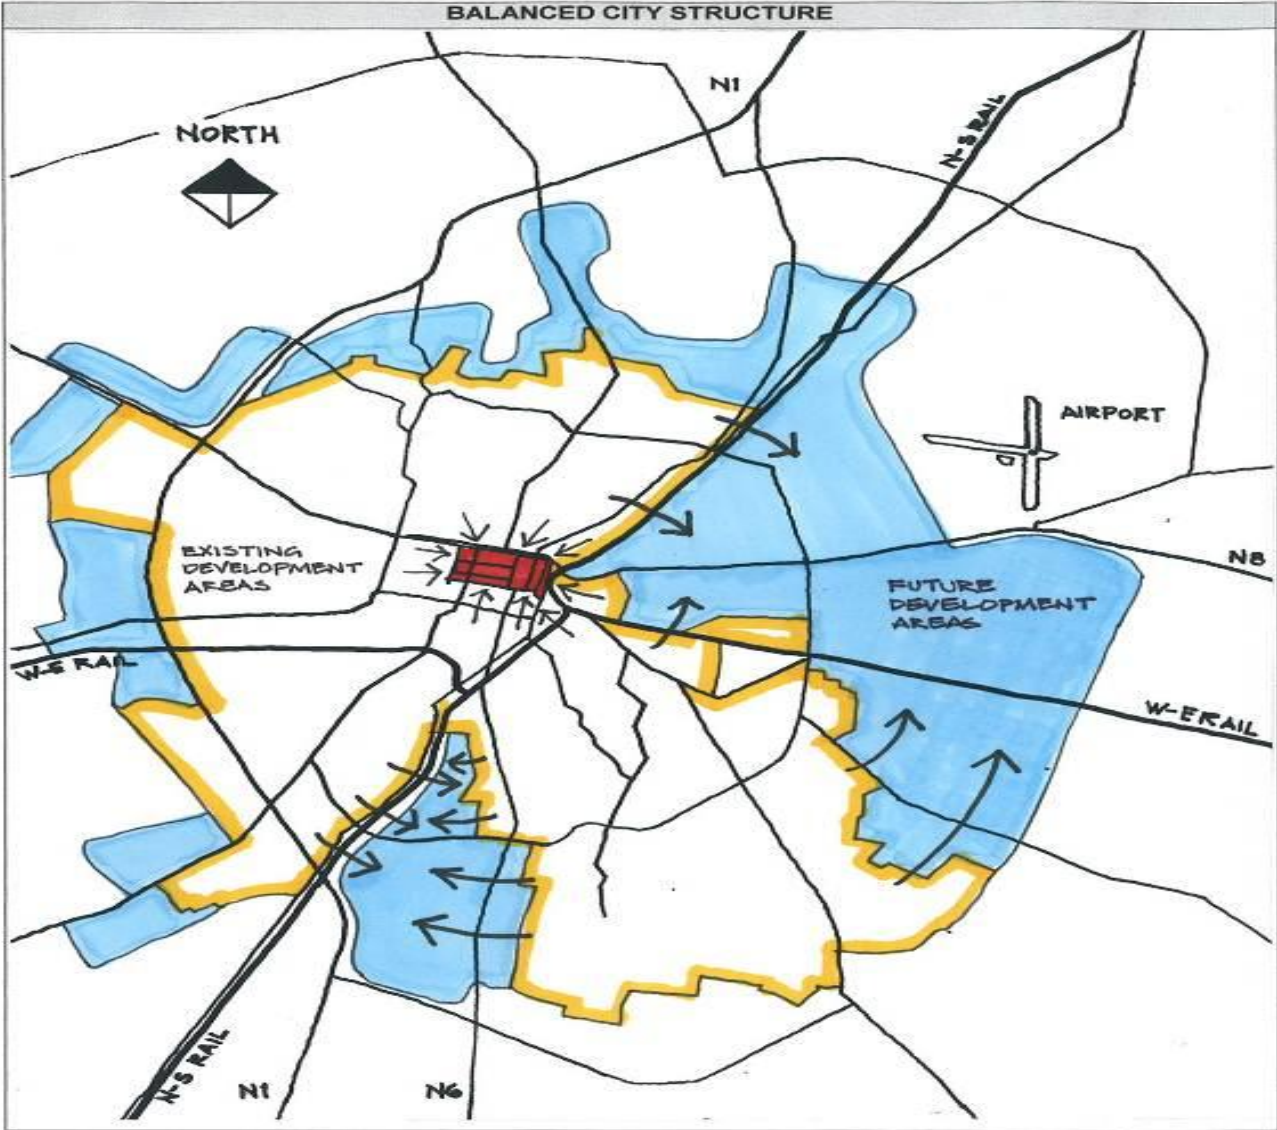 BALANCED CITY STRUCTURE
N1
N-S RAIL
NORTH
AIRPORT
EXISTING
DEVELOPMENT
AREAS
N8
FUTURE
DEVELOPMENT
AREAS
W-E RAIL
W-E RAIL
N-S RAIL
N1
N6